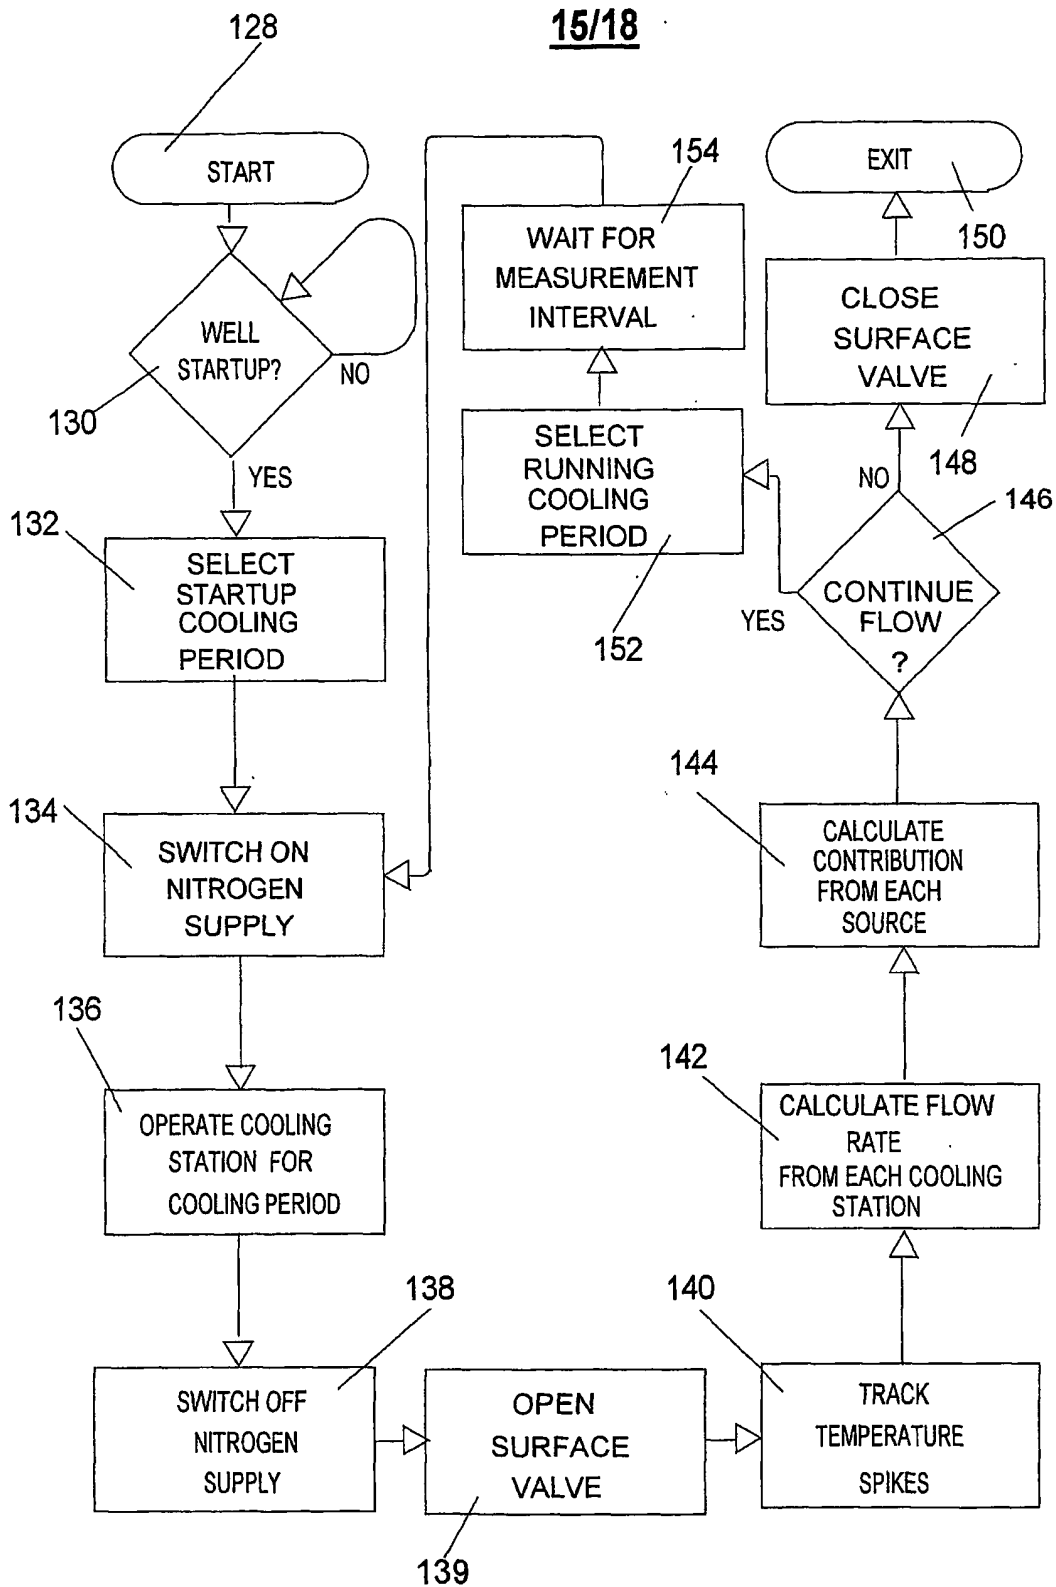 15/18
128
START
WELL
STARTUP?
NO
130
YES
132
SELECT
STARTUP
COOLING
PERIOD
134
SWITCH ON
NITROGEN
SUPPLY
136
OPERATE COOLING
STATION FOR
COOLING PERIOD
138
SWITCH OFF
NITROGEN
SUPPLY
OPEN
SURFACE
VALVE
139
140
TRACK
TEMPERATURE
SPIKES
142
CALCULATE FLOW
RATE
FROM EACH COOLING
STATION
144
CALCULATE
CONTRIBUTION
FROM EACH
SOURCE
146
CONTINUE
FLOW
?
YES
NO
148
CLOSE
SURFACE
VALVE
150
EXIT
152
SELECT
RUNNING
COOLING
PERIOD
154
WAIT FOR
MEASUREMENT
INTERVAL